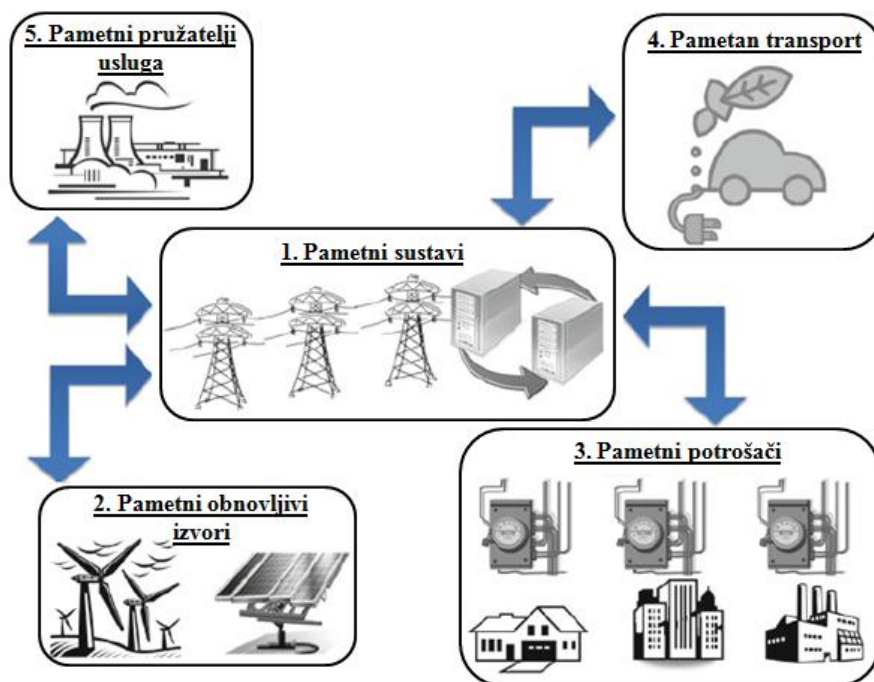 5. Pametni pružatelji
usluga
4. Pametan transport
1. Pametni sustavi
3. Pametni potrošači
2. Pametni obnovljivi
izvori